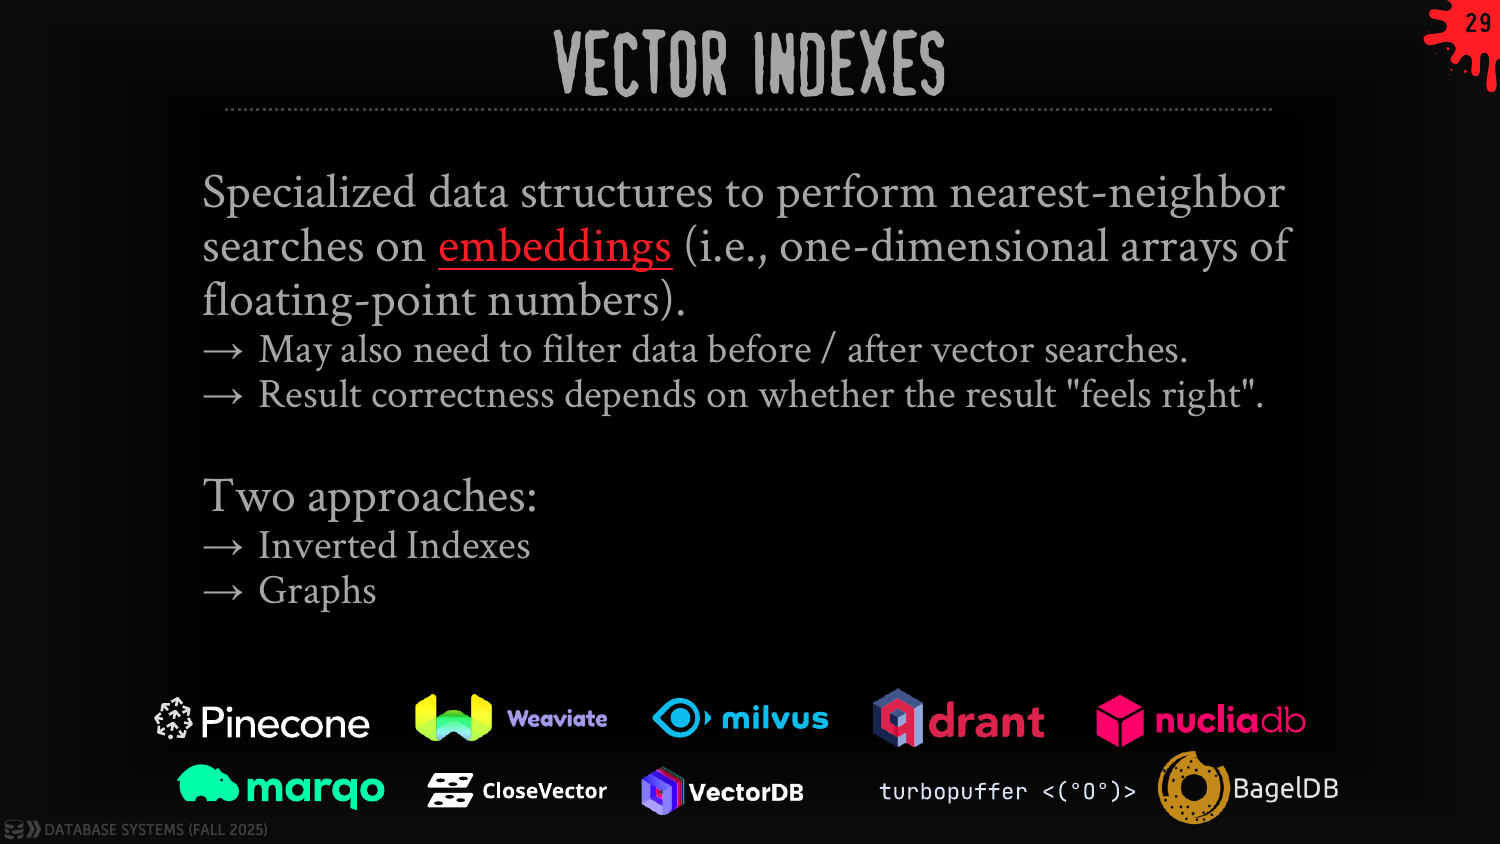 29
VECTOR INDEXES
Specialized data structures to perform nearest-neighbor
searches on embeddings (i.e., one-dimensional arrays of
floating-point numbers).
→ May also need to filter data before / after vector searches.
→ Result correctness depends on whether the result "feels right".
Two approaches:
→ Inverted Indexes
→ Graphs
Pinecone Weaviate milvus qdrant nucliadb
marqo CloseVector VectorDB turbopuffer <(°O°)> BagelDB
DATABASE SYSTEMS (FALL 2025)